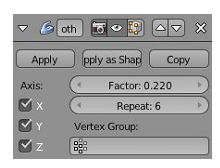 oth
Apply
pply as Shap
Copy
Axis:
Factor: 0.220
X
Repeat: 6
Y
Vertex Group:
Z